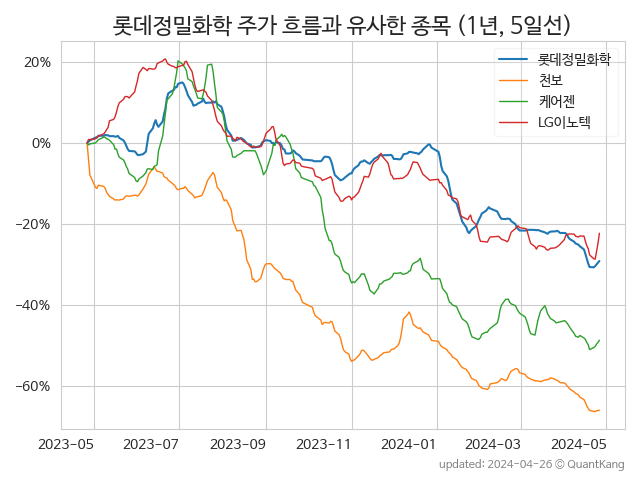 롯데정밀화학 주가 흐름과 유사한 종목 (1년, 5일선)
롯데정밀화학
천보
케어젠
LG이노텍
20%
0%
−20%
−40%
−60%
2023-05 2023-07 2023-09 2023-11 2024-01 2024-03 2024-05
updated: 2024-04-26 © QuantKang